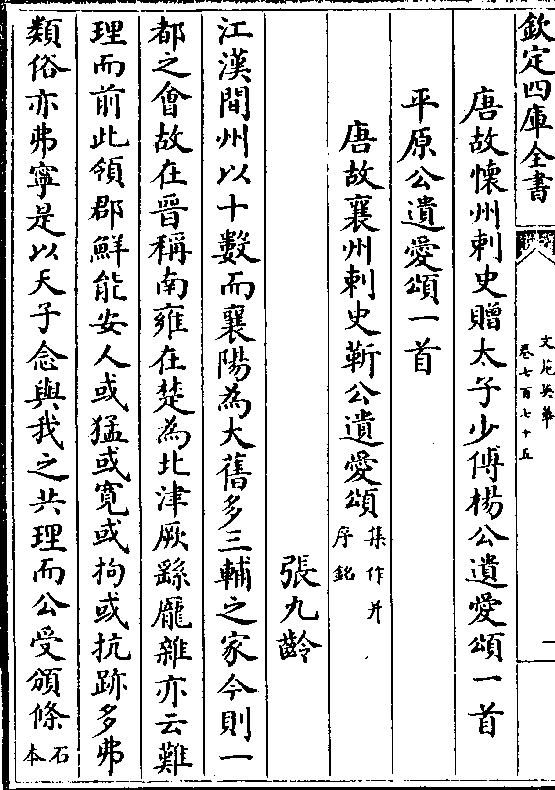 欽定四庫全書
文苑英華
卷七百七十五
一
唐故懷州刺史贈太子少傅楊公遺愛頌一首
平原公遺愛頌一首
唐故襄州刺史靳公遺愛頌集作并序銘
張九齡
江漢間州以十數而襄陽為大舊多三輔之家今則一
都之會故在晉稱南雍在楚為北津厥繇龎雜亦云難
理而前此領郡鮮能安人或猛或寛或拘或抗跡多弗
類俗亦弗寧是以天子念與我之共理而公受頒條石本